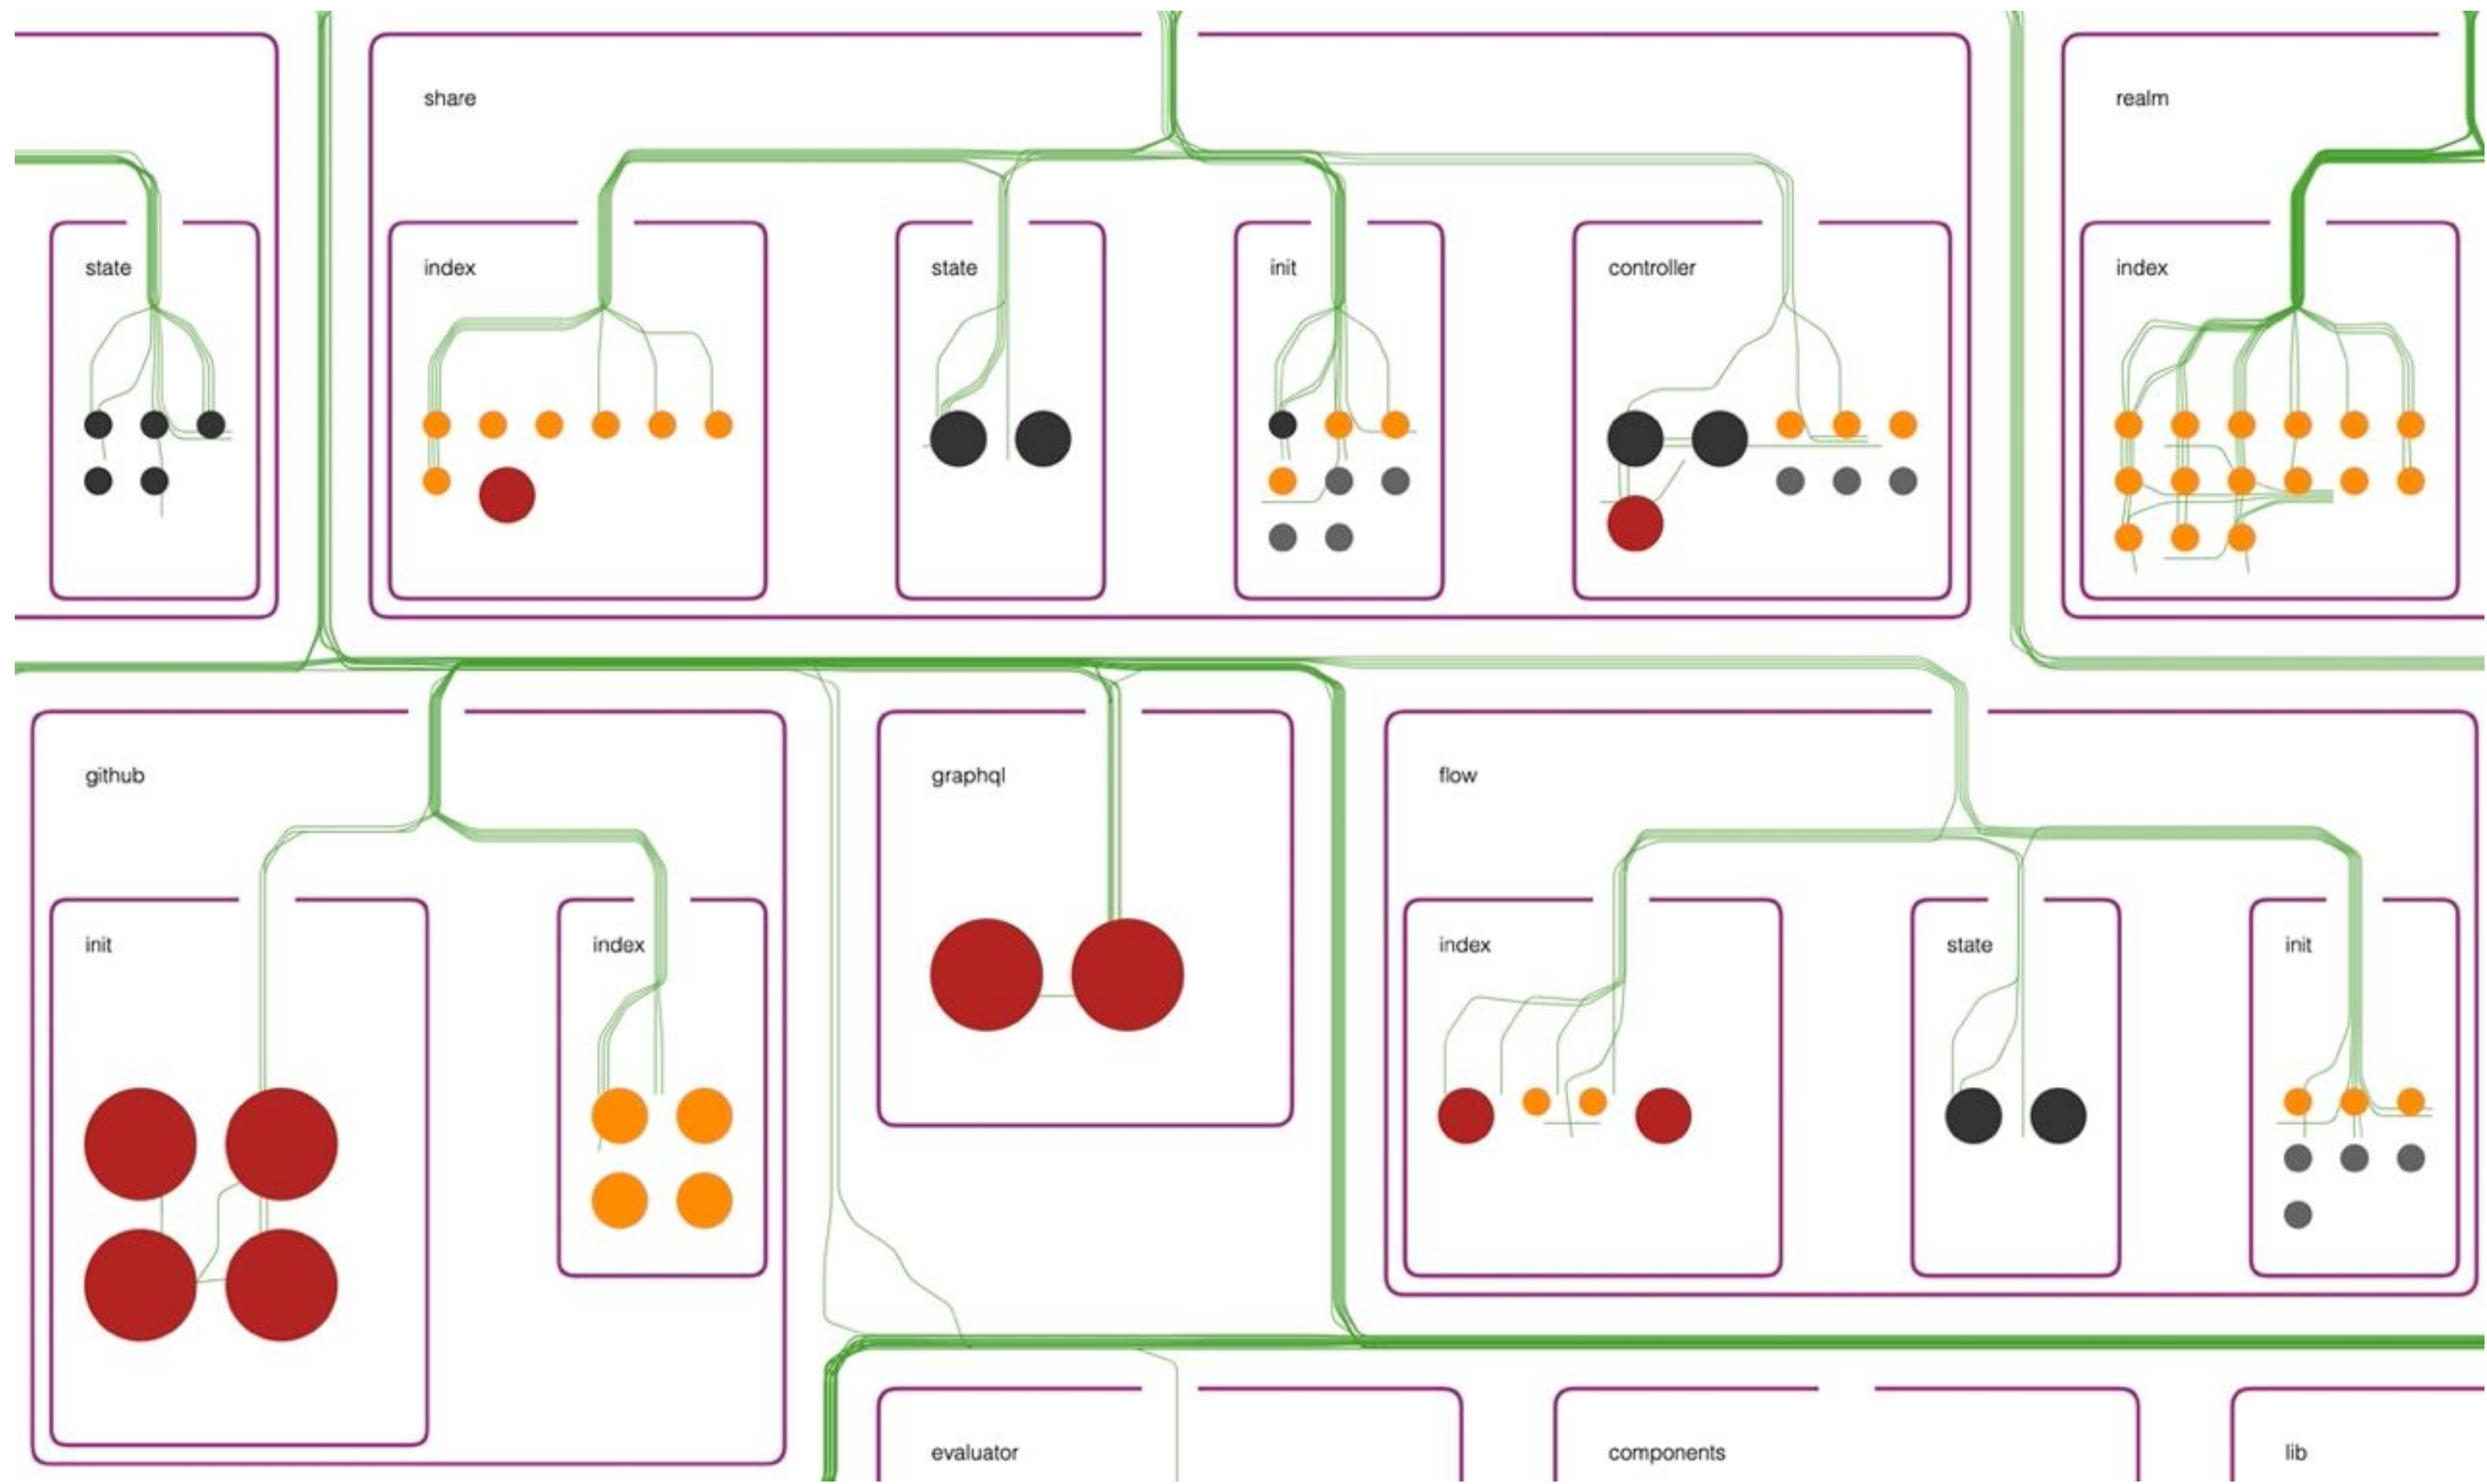 share
realm
state
index
state
init
controller
index
github
graphql
flow
init
index
index
state
init
evaluator
components
lib